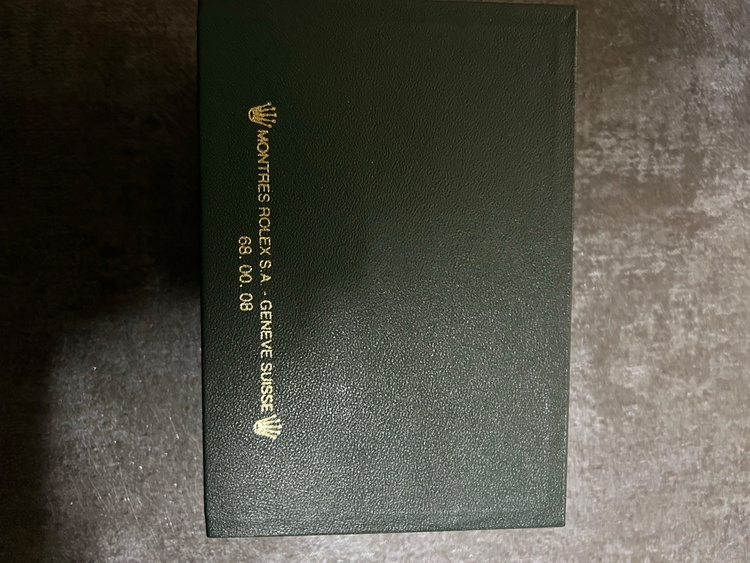 MONTRES ROLEX S.A. - GENEVE SUISSE
68. 00. 08